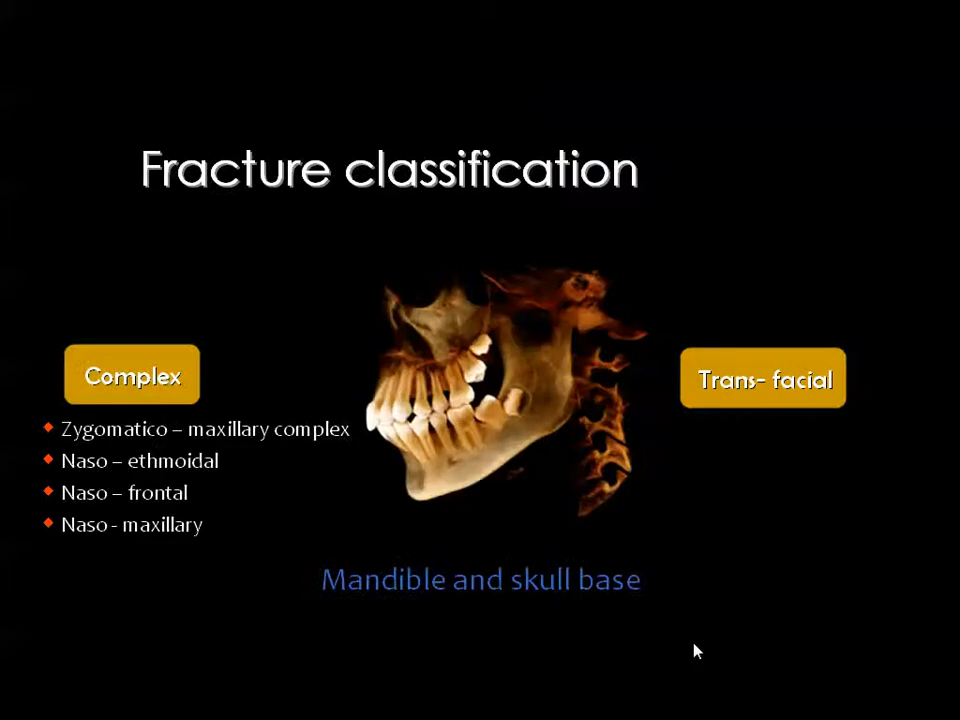 Fracture classification
Complex
Trans- facial
Zygomatico – maxillary complex
Naso – ethmoidal
Naso – frontal
Naso - maxillary
Mandible and skull base